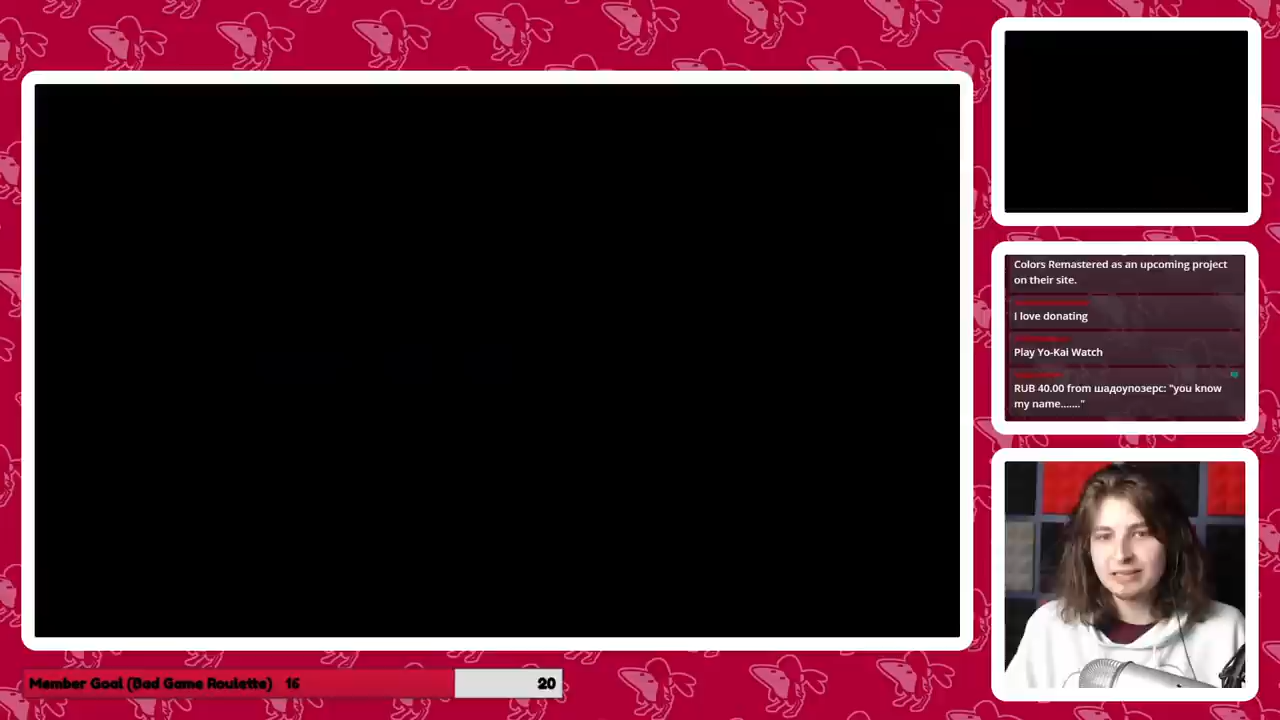 Colors Remastered as an upcoming project
on their site.
I love donating
Play Yo-Kai Watch
RUB 40.00 from шадоупозерс: "you know
my name......."
Member Goal (Bad Game Roulette) 16
20